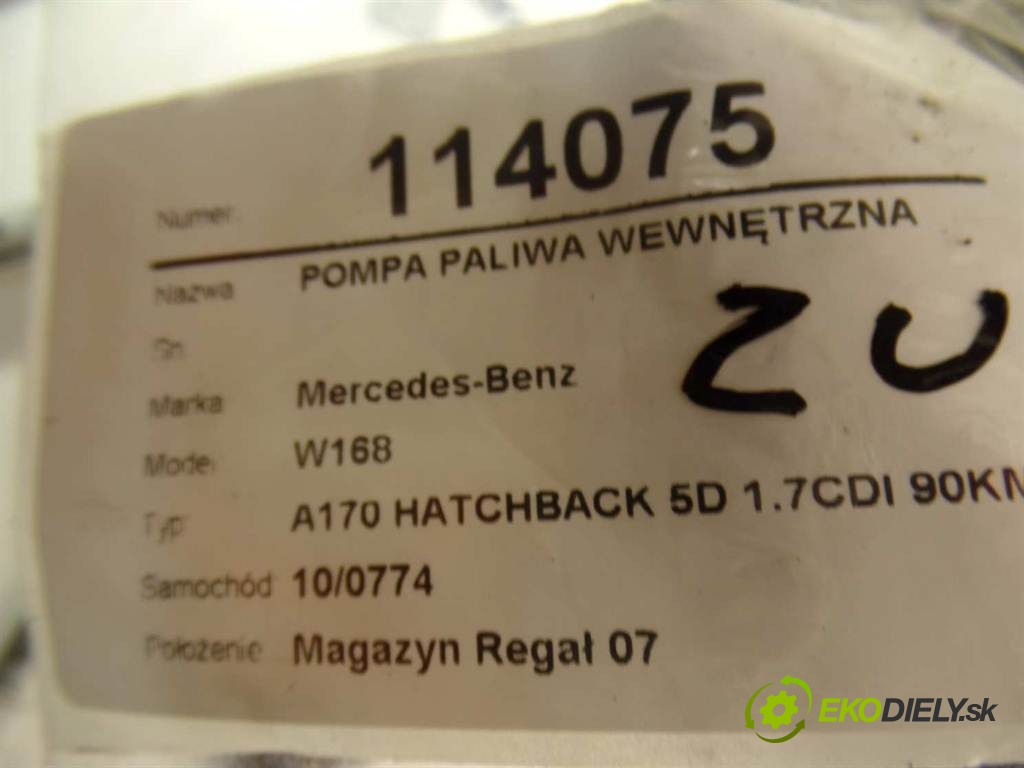 Numer: 114075
Nazwa POMPA PALIWA WEWNĘTRZNA
Sn
ZU
Marka Mercedes-Benz
Model W168
Typ: A170 HATCHBACK 5D 1.7CDI 90KM
Samochód 10/0774
Położenie Magazyn Regał 07
EKODIELY.sk